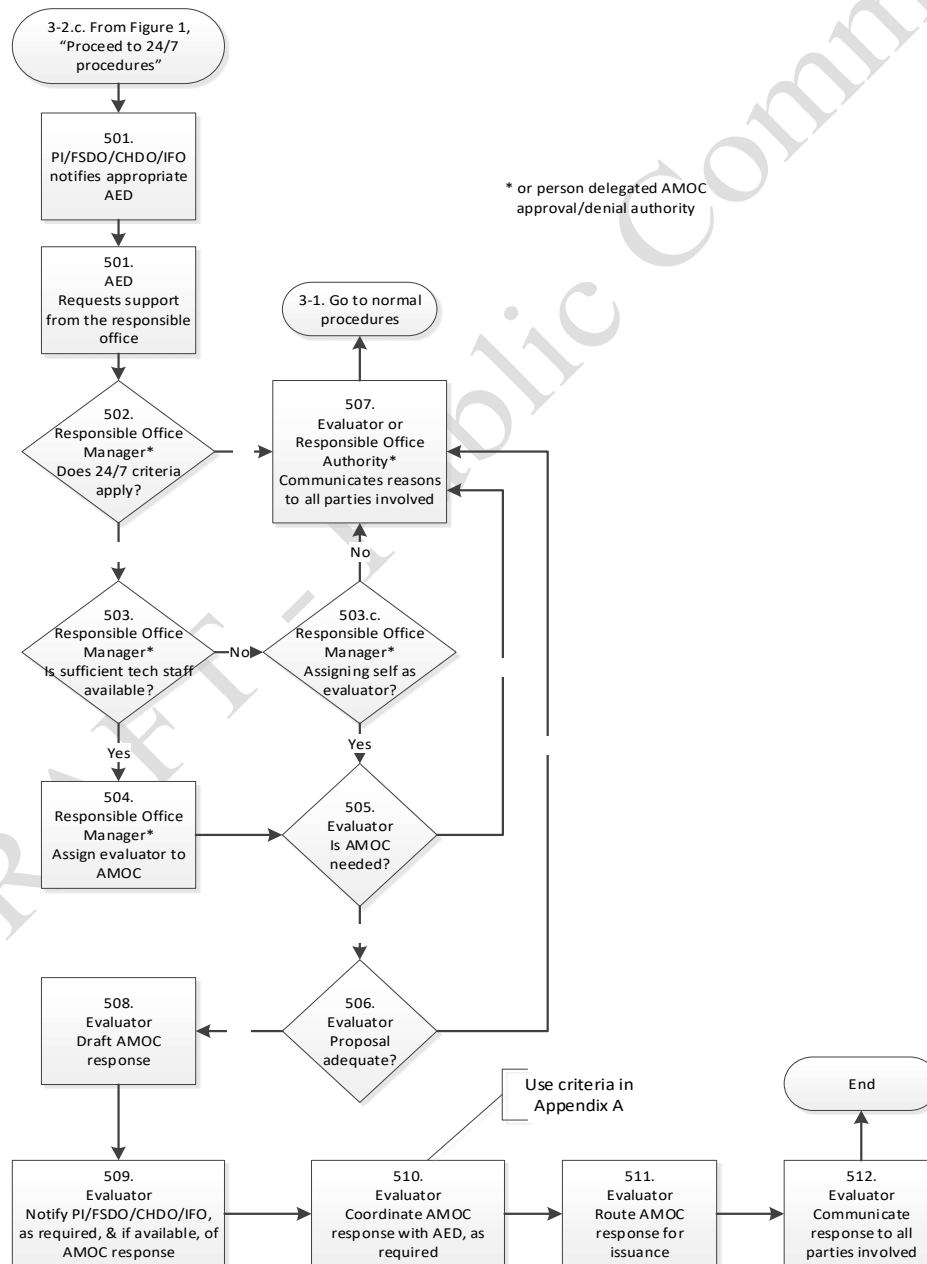 3-2.c. From Figure 1,
“Proceed to 24/7
procedures”
501.
PI/FSDO/CHDO/IFO
notifies appropriate
AED
* or person delegated AMOC
approval/denial authority
501.
AED
Requests support
from the responsible
office
3-1. Go to normal
procedures
502.
Responsible Office
Manager*
Does 24/7 criteria
apply?
507.
Evaluator or
Responsible Office
Authority*
Communicates reasons
to all parties involved
No
503.
Responsible Office
Manager*
Is sufficient tech staff
available?
No
503.c.
Responsible Office
Manager*
Assigning self as
evaluator?
Yes
Yes
504.
Responsible Office
Manager*
Assign evaluator to
AMOC
505.
Evaluator
Is AMOC
needed?
508.
Evaluator
Draft AMOC
response
506.
Evaluator
Proposal
adequate?
Use criteria in
Appendix A
End
509.
Evaluator
Notify PI/FSDO/CHDO/IFO,
as required, & if available, of
AMOC response
510.
Evaluator
Coordinate AMOC
response with AED, as
required
511.
Evaluator
Route AMOC
response for
issuance
512.
Evaluator
Communicate
response to all
parties involved